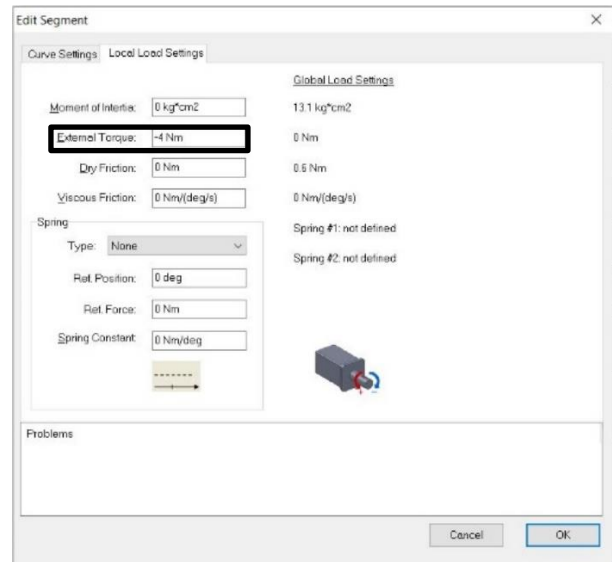 Edit Segment
Curve Settings Local Load Settings
Global Load Settings
Moment of Intertia: 0 kg*cm2 13.1 kg*cm2
External Torque: -4 Nm 0 Nm
Dry Friction: 0 Nm 0.6 Nm
Viscous Friction: 0 Nm/(deg/s) 0 Nm/(deg/s)
Spring Spring #1: not defined
Type: None Spring #2: not defined
Ref. Position: 0 deg
Ref. Force: 0 Nm
Spring Constant: 0 Nm/deg
Problems
Cancel OK